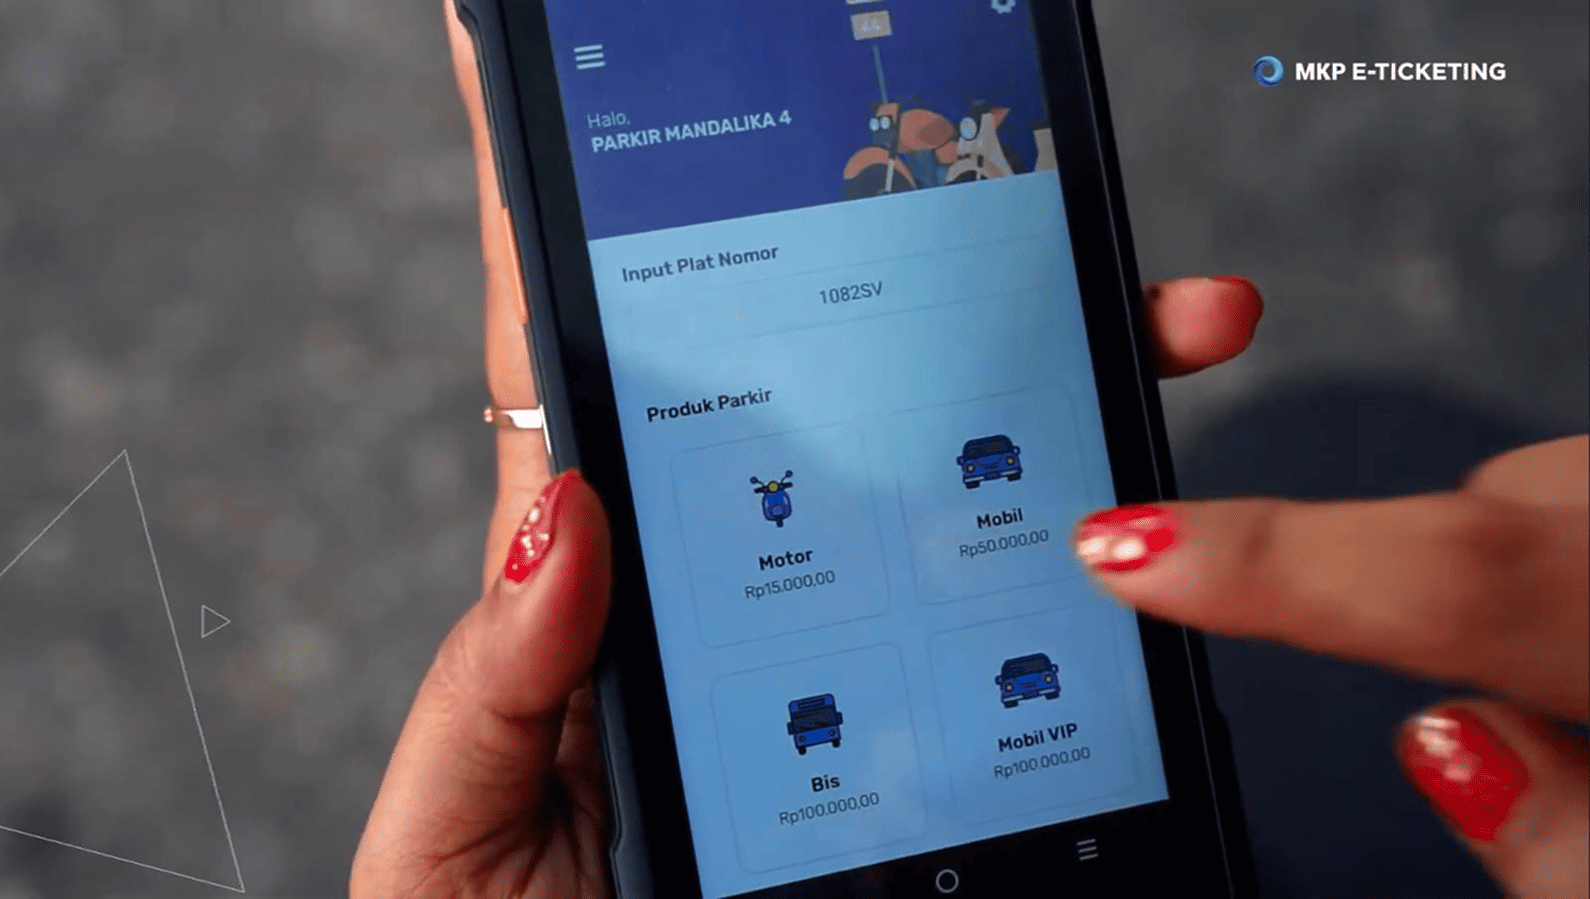 MKP E-TICKETING
Halo,
PARKIR MANDALIKA 4
Input Plat Nomor
1082SV
Produk Parkir
Motor
Rp15.000,00
Mobil
Rp50.000,00
Bis
Rp100.000,00
Mobil VIP
Rp100.000,00